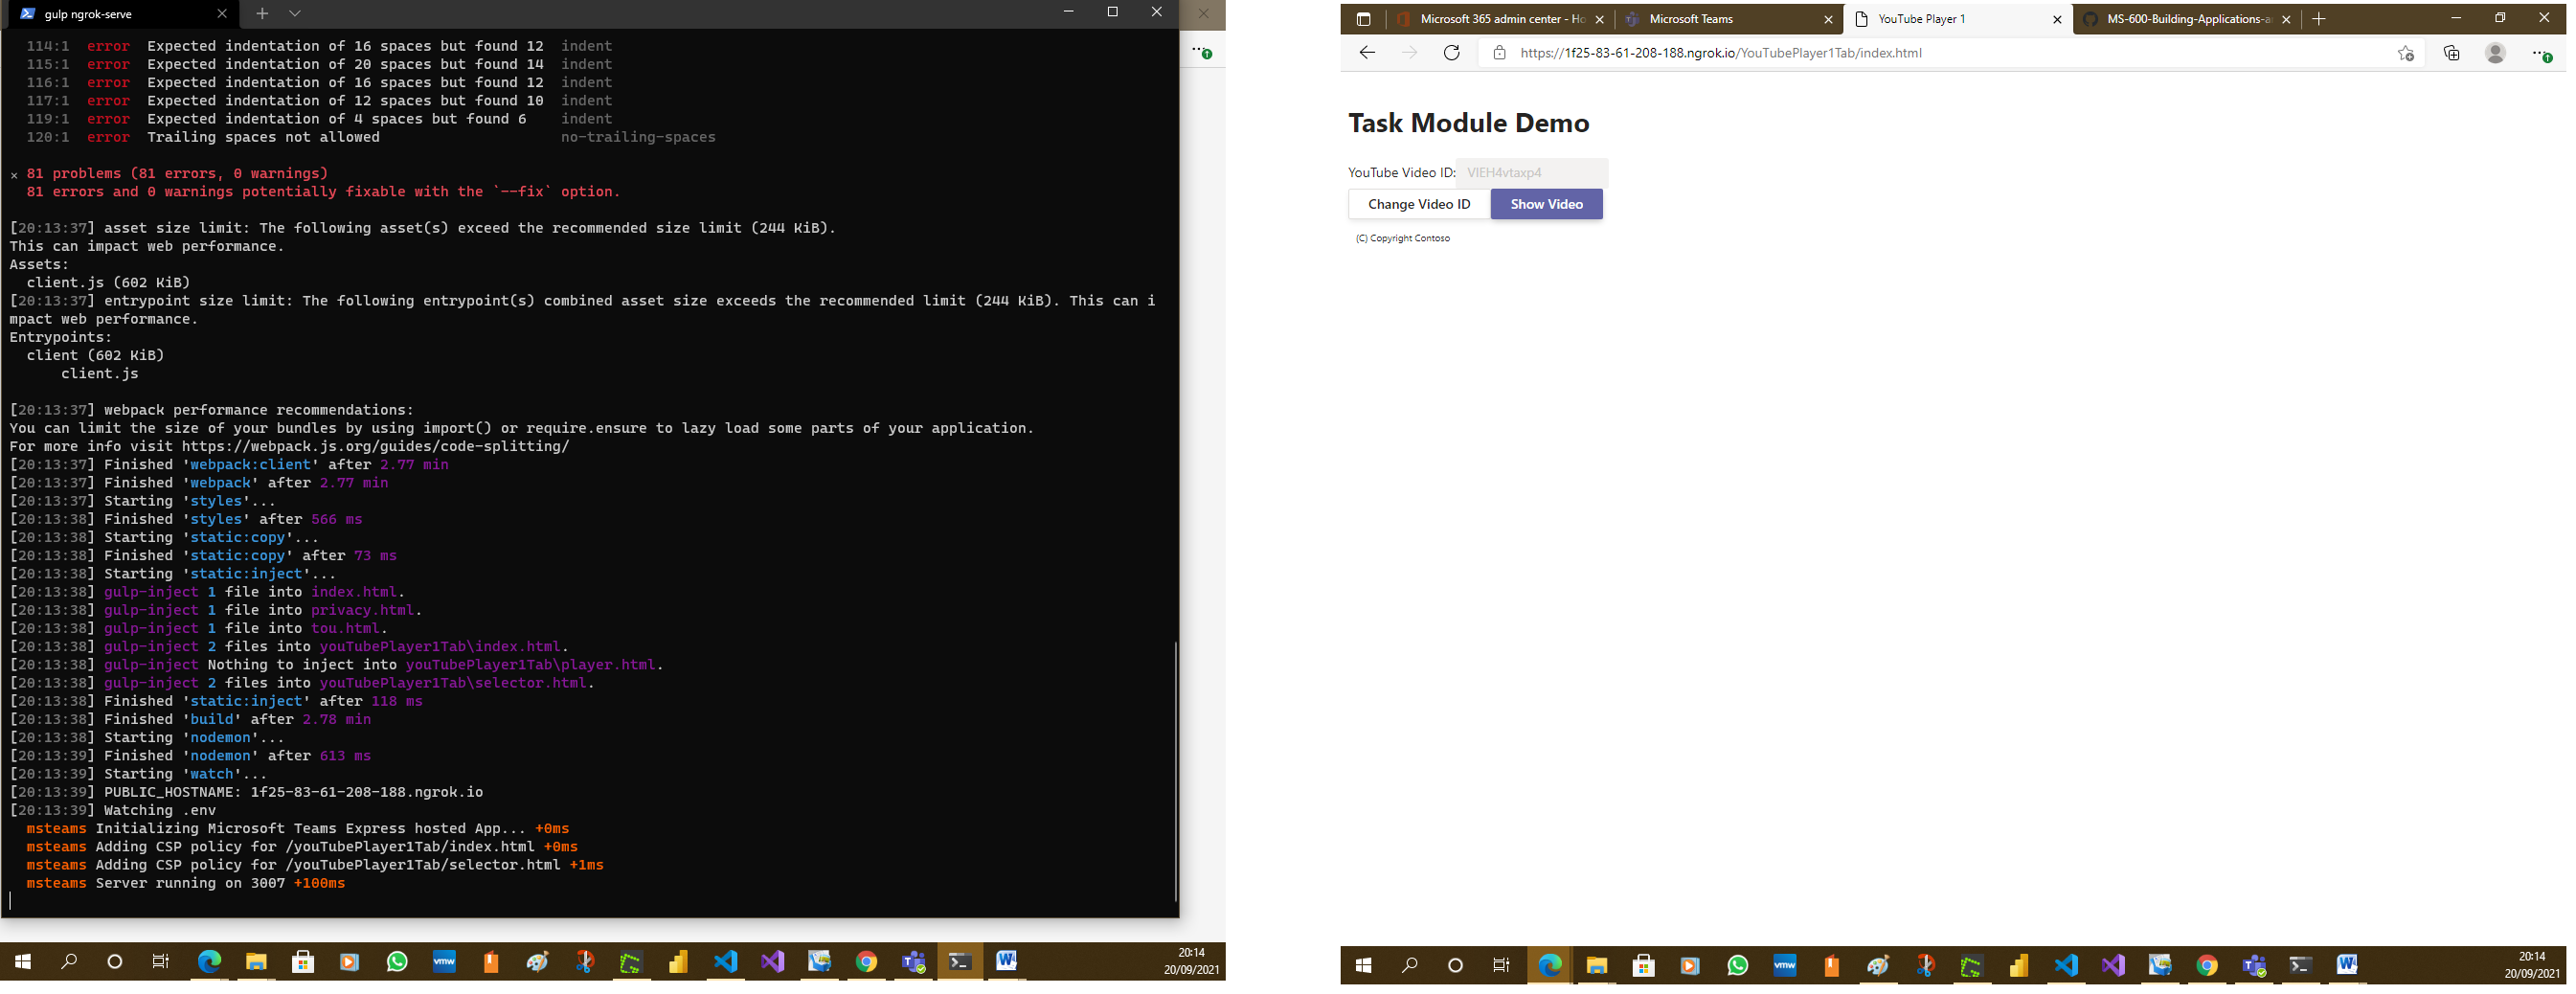 gulp ngrok-serve
114:1 error Expected indentation of 16 spaces but found 12 indent
115:1 error Expected indentation of 20 spaces but found 14 indent
116:1 error Expected indentation of 16 spaces but found 12 indent
117:1 error Expected indentation of 12 spaces but found 10 indent
119:1 error Expected indentation of 4 spaces but found 6 indent
120:1 error Trailing spaces not allowed no-trailing-spaces
× 81 problems (81 errors, 0 warnings)
81 errors and 0 warnings potentially fixable with the `--fix` option.
[20:13:37] asset size limit: The following asset(s) exceed the recommended size limit (244 KiB).
This can impact web performance.
Assets:
client.js (602 KiB)
[20:13:37] entrypoint size limit: The following entrypoint(s) combined asset size exceeds the recommended limit (244 KiB). This can i
mpact web performance.
Entrypoints:
client (602 KiB)
client.js
[20:13:37] webpack performance recommendations:
You can limit the size of your bundles by using import() or require.ensure to lazy load some parts of your application.
For more info visit https://webpack.js.org/guides/code-splitting/
[20:13:37] Finished 'webpack:client' after 2.77 min
[20:13:37] Finished 'webpack' after 2.77 min
[20:13:37] Starting 'styles'...
[20:13:38] Finished 'styles' after 566 ms
[20:13:38] Starting 'static:copy'...
[20:13:38] Finished 'static:copy' after 73 ms
[20:13:38] Starting 'static:inject'...
[20:13:38] gulp-inject 1 file into index.html.
[20:13:38] gulp-inject 1 file into privacy.html.
[20:13:38] gulp-inject 1 file into tou.html.
[20:13:38] gulp-inject 2 files into youTubePlayer1Tab\index.html.
[20:13:38] gulp-inject Nothing to inject into youTubePlayer1Tab\player.html.
[20:13:38] gulp-inject 2 files into youTubePlayer1Tab\selector.html.
[20:13:38] Finished 'static:inject' after 118 ms
[20:13:38] Finished 'build' after 2.78 min
[20:13:38] Starting 'nodemon'...
[20:13:39] Finished 'nodemon' after 613 ms
[20:13:39] Starting 'watch'...
[20:13:39] PUBLIC_HOSTNAME: 1f25-83-61-208-188.ngrok.io
[20:13:39] Watching .env
msteams Initializing Microsoft Teams Express hosted App... +0ms
msteams Adding CSP policy for /youTubePlayer1Tab/index.html +0ms
msteams Adding CSP policy for /youTubePlayer1Tab/selector.html +1ms
msteams Server running on 3007 +100ms
vmw
20:14
20/09/2021
Microsoft 365 admin center - Ho
Microsoft Teams
YouTube Player 1
MS-600-Building-Applications-a
https://1f25-83-61-208-188.ngrok.io/YouTubePlayer1Tab/index.html
Task Module Demo
YouTube Video ID: VlEH4vtaxp4
Change Video ID Show Video
(C) Copyright Contoso
vmw
20:14
20/09/2021